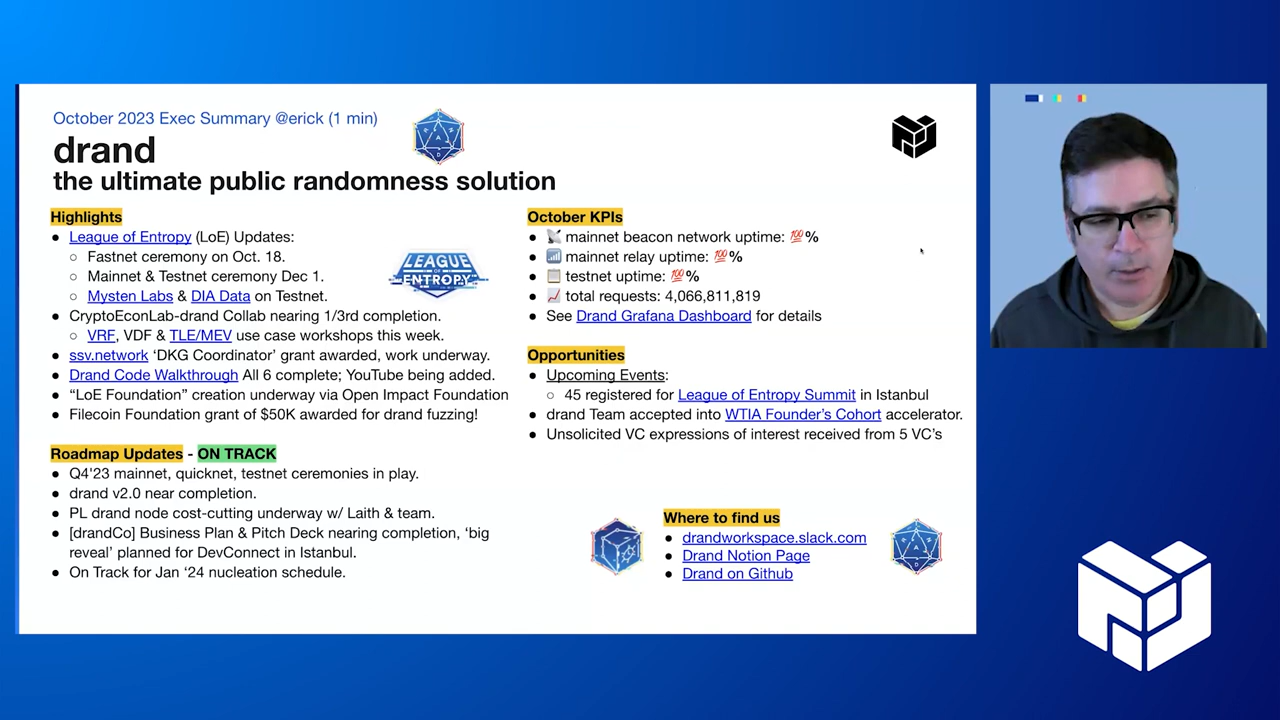 October 2023 Exec Summary @erick (1 min)
drand
the ultimate public randomness solution
Highlights
● League of Entropy (LoE) Updates:
○ Fastnet ceremony on Oct. 18.
○ Mainnet & Testnet ceremony Dec 1.
○ Mysten Labs & DIA Data on Testnet.
● CryptoEconLab-drand Collab nearing 1/3rd completion.
○ VRF, VDF & TLE/MEV use case workshops this week.
● ssv.network ‘DKG Coordinator’ grant awarded, work underway.
● Drand Code Walkthrough All 6 complete; YouTube being added.
● “LoE Foundation” creation underway via Open Impact Foundation
● Filecoin Foundation grant of $50K awarded for drand fuzzing!
LEAGUE
OF
ENTROPY
Roadmap Updates - ON TRACK
● Q4'23 mainnet, quicknet, testnet ceremonies in play.
● drand v2.0 near completion.
● PL drand node cost-cutting underway w/ Laith & team.
● [drandCo] Business Plan & Pitch Deck nearing completion, ‘big
reveal’ planned for DevConnect in Istanbul.
● On Track for Jan ‘24 nucleation schedule.
October KPIs
● 📡 mainnet beacon network uptime: 💯%
● 📶 mainnet relay uptime: 💯%
● 📋 testnet uptime: 💯%
● 📈 total requests: 4,066,811,819
● See Drand Grafana Dashboard for details
Opportunities
● Upcoming Events:
○ 45 registered for League of Entropy Summit in Istanbul
● drand Team accepted into WTIA Founder’s Cohort accelerator.
● Unsolicited VC expressions of interest received from 5 VC’s
Where to find us
● drandworkspace.slack.com
● Drand Notion Page
● Drand on Github